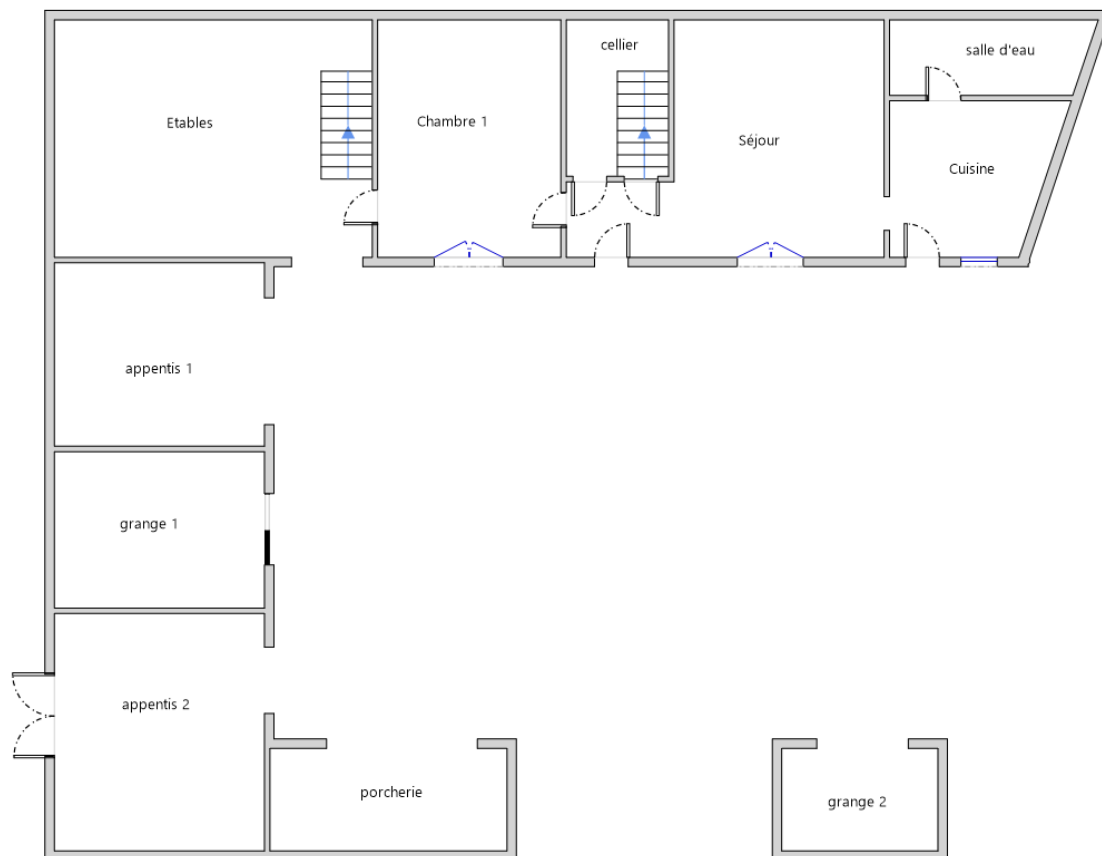 cellier
salle d'eau
Etables
Chambre 1
Séjour
Cuisine
appentis 1
grange 1
appentis 2
porcherie
grange 2